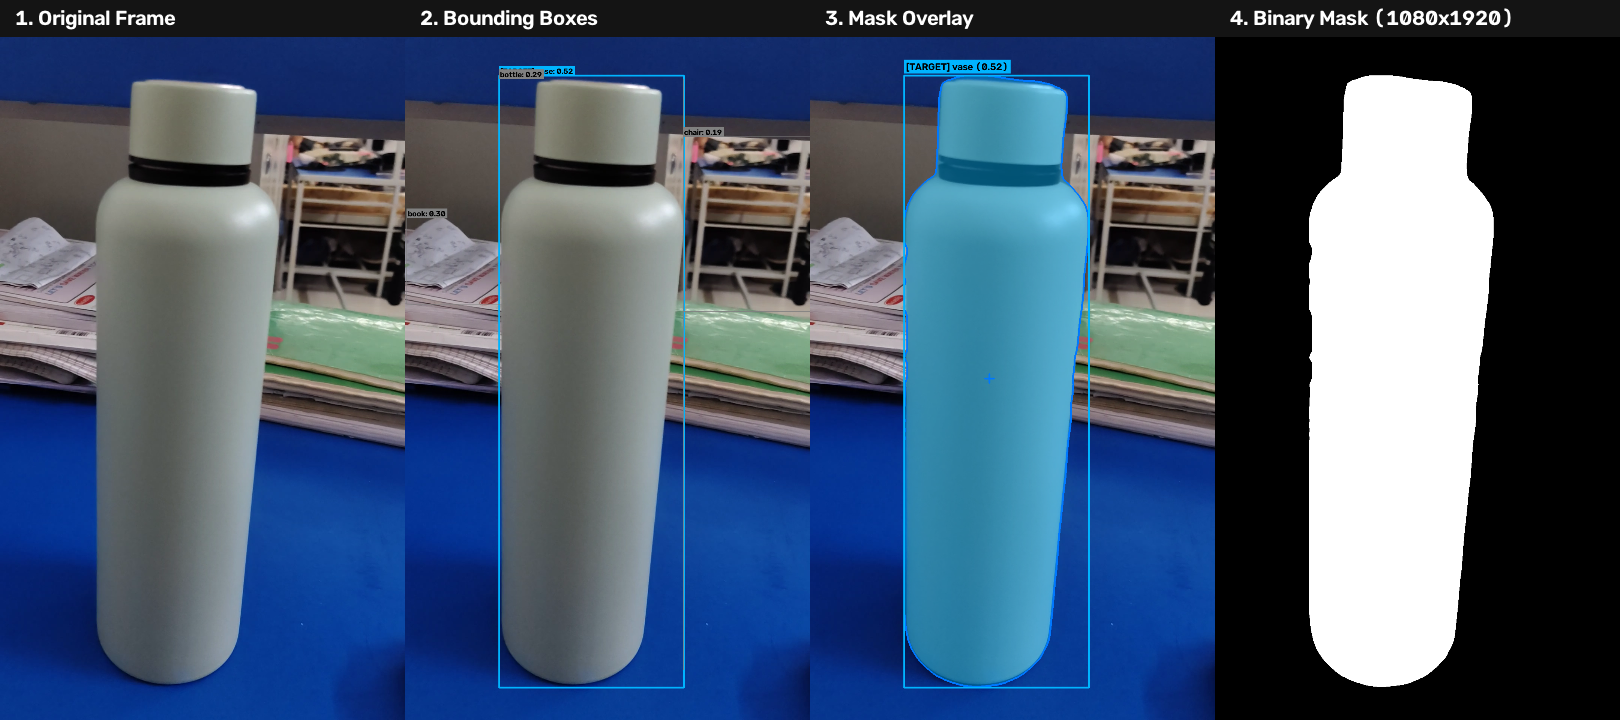 1. Original Frame
2. Bounding Boxes
3. Mask Overlay
4. Binary Mask (1080x1920)
se: 0.52
bottle: 0.29
[TARGET] vase (0.52)
chair: 0.19
book: 0.30